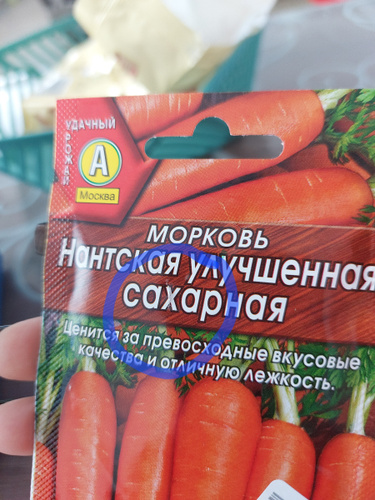 УДАЧНЫЙ
УРОЖАЙ
А
Москва
МОРКОВЬ
Нантская улучшенная
сахарная
Ценится за превосходные вкусовые
качества и отличную лежкость.